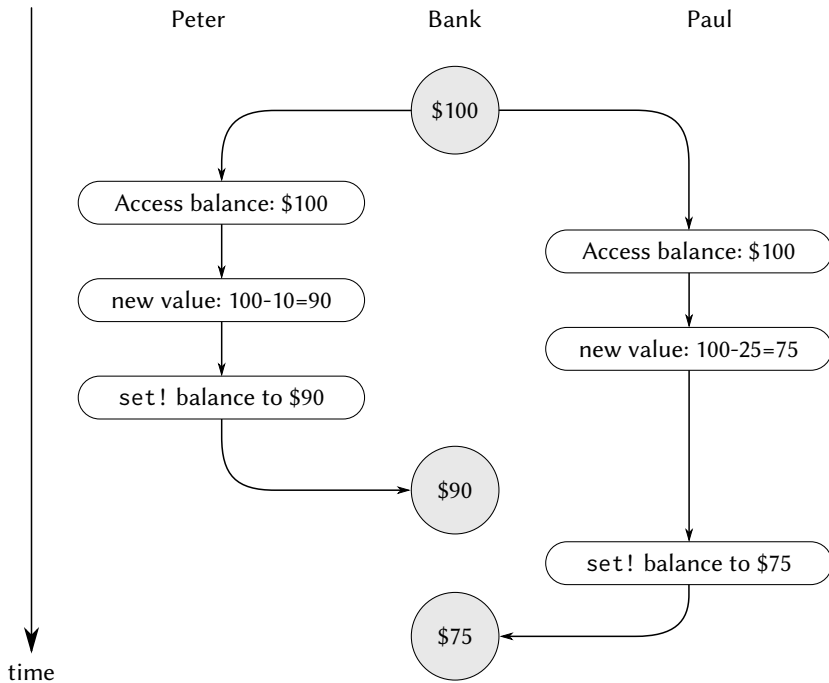 Peter Bank Paul
$100
Access balance: $100
Access balance: $100
new value: 100-10=90
new value: 100-25=75
set! balance to $90
$90
set! balance to $75
$75
time